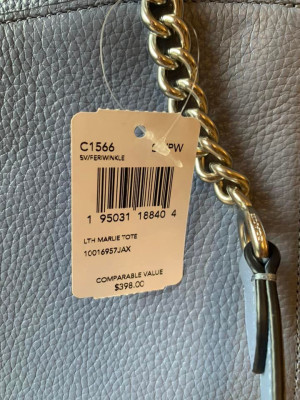 C1566
SV/PERIWINKLE
1 95031 18840 4
LTH MARLIE TOTE
10016957JAX
COMPARABLE VALUE
$398.00